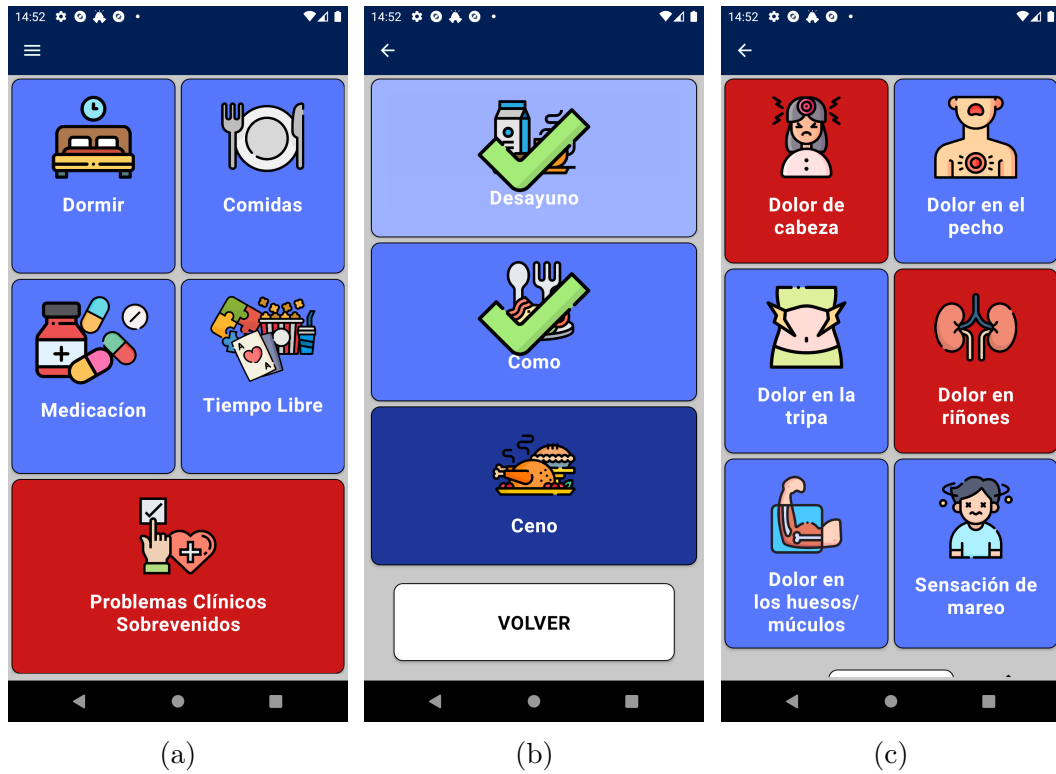 14:52
Dormir
Comidas
Medicacíon
Tiempo Libre
Problemas Clínicos
Sobrevenidos
(a)
14:52
Desayuno
Como
Ceno
VOLVER
(b)
14:52
Dolor de
cabeza
Dolor en el
pecho
Dolor en la
tripa
Dolor en
riñones
Dolor en
los huesos/
múculos
Sensación de
mareo
(c)